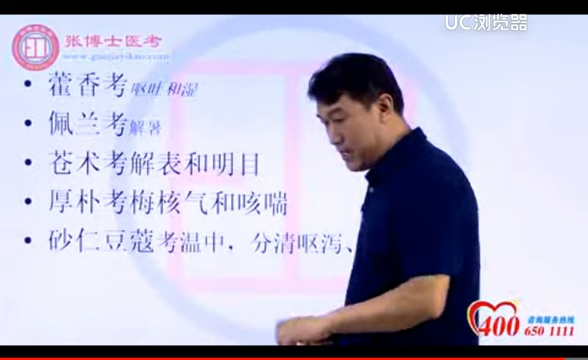 UC浏览器
张博士医考
www.guojiayikao.com
• 藿香考呕吐和湿
• 佩兰考解暑
• 苍术考解表和明目
• 厚朴考梅核气和咳喘
• 砂仁豆蔻考温中，分清呕泻、
咨询服务热线
400 650 1111